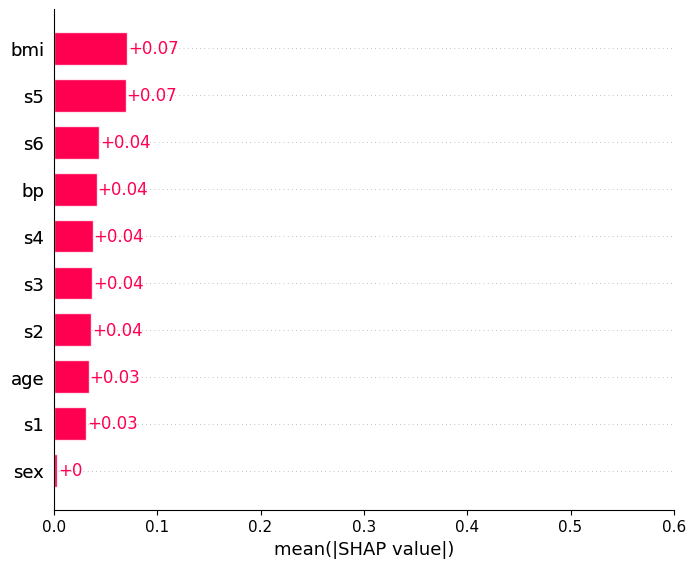 bmi +0.07
s5 +0.07
s6 +0.04
bp +0.04
s4 +0.04
s3 +0.04
s2 +0.04
age +0.03
s1 +0.03
sex +0
0.0 0.1 0.2 0.3 0.4 0.5 0.6
mean(|SHAP value|)